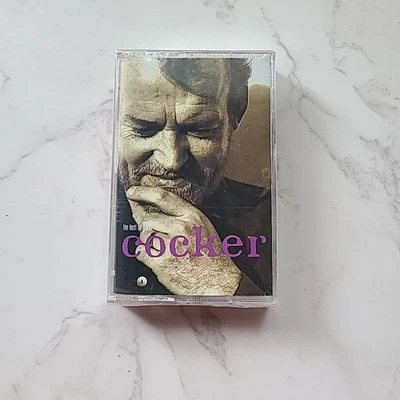 the best of joe
cocker